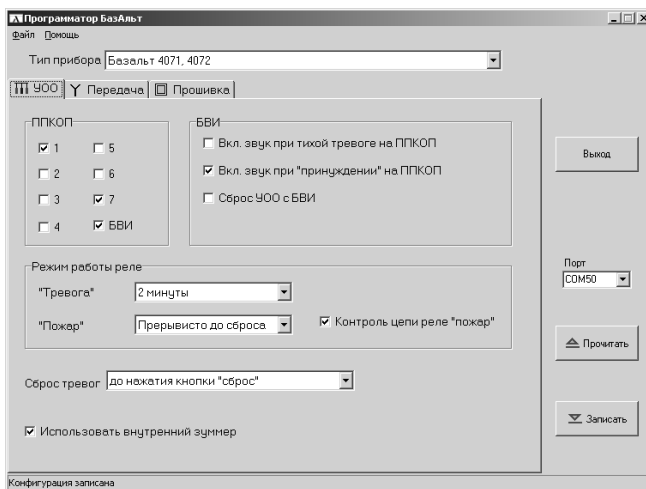 Программатор БазАльт
Файл Помощь
Тип прибора Базальт 4071, 4072
УОО Передача Прошивка
ППКОП
1 5
2 6
3 7
4 БВИ
БВИ
Вкл. звук при тихой тревоге на ППКОП
Вкл. звук при "принуждении" на ППКОП
Сброс УОО с БВИ
Выход
Режим работы реле
"Тревога" 2 минуты
"Пожар" Прерывисто до сброса Контроль цепи реле "пожар"
Порт
COM50
Прочитать
Сброс тревог до нажатия кнопки "сброс"
Записать
Использовать внутренний зуммер
Конфигурация записана